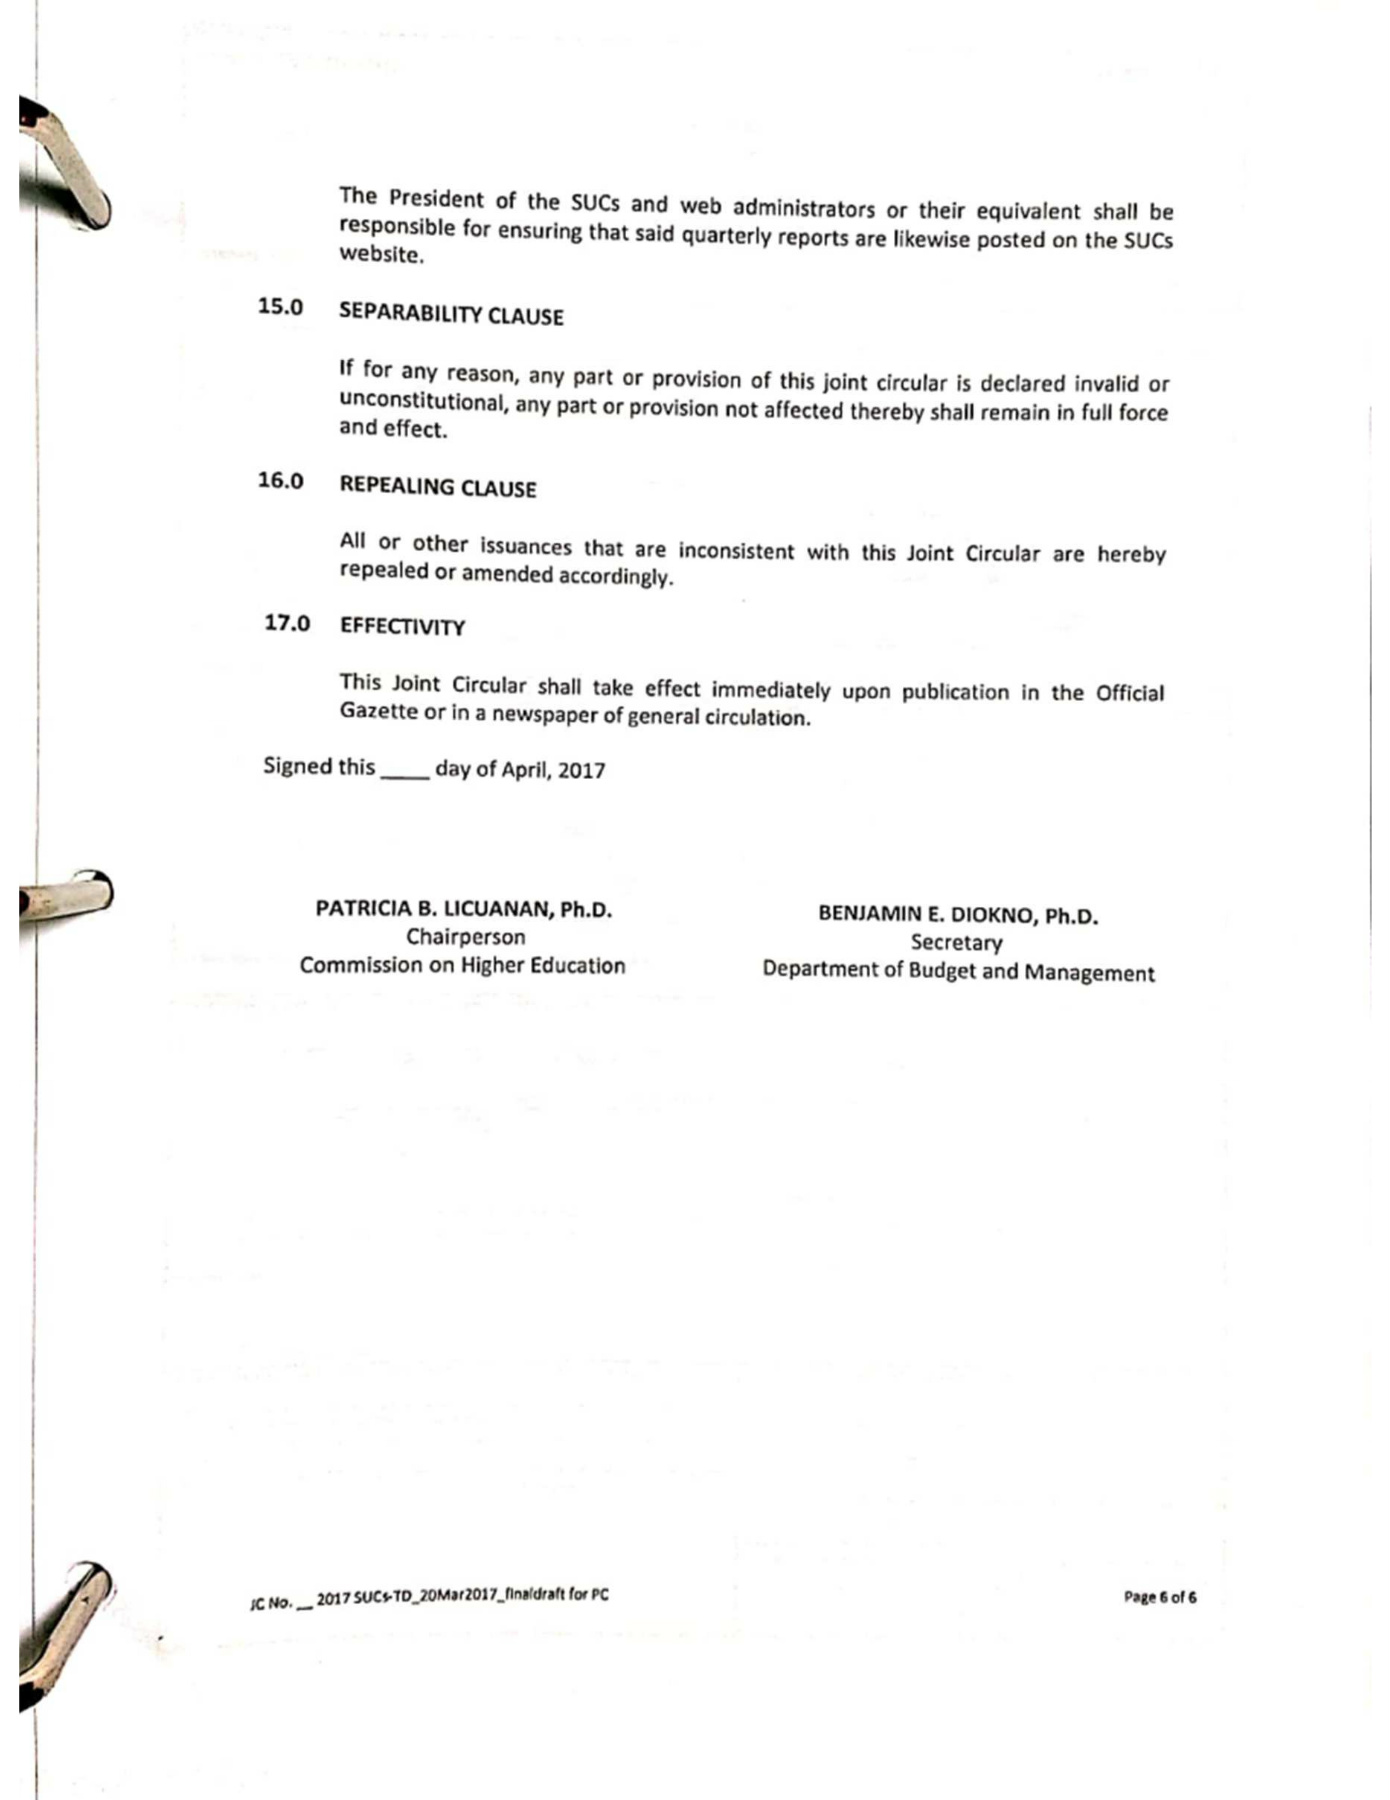 The President of the SUCs and web administrators or their equivalent shall be
responsible for ensuring that said quarterly reports are likewise posted on the SUCs
website.
15.0 SEPARABILITY CLAUSE
If for any reason, any part or provision of this joint circular is declared invalid or
unconstitutional, any part or provision not affected thereby shall remain in full force
and effect.
16.0 REPEALING CLAUSE
All or other issuances that are inconsistent with this Joint Circular are hereby
repealed or amended accordingly.
17.0 EFFECTIVITY
This Joint Circular shall take effect immediately upon publication in the Official
Gazette or in a newspaper of general circulation.
Signed this ____ day of April, 2017
PATRICIA B. LICUANAN, Ph.D.
Chairperson
Commission on Higher Education
BENJAMIN E. DIOKNO, Ph.D.
Secretary
Department of Budget and Management
JC No. __ 2017 SUCs-TD_20Mar2017_finaldraft for PC
Page 6 of 6